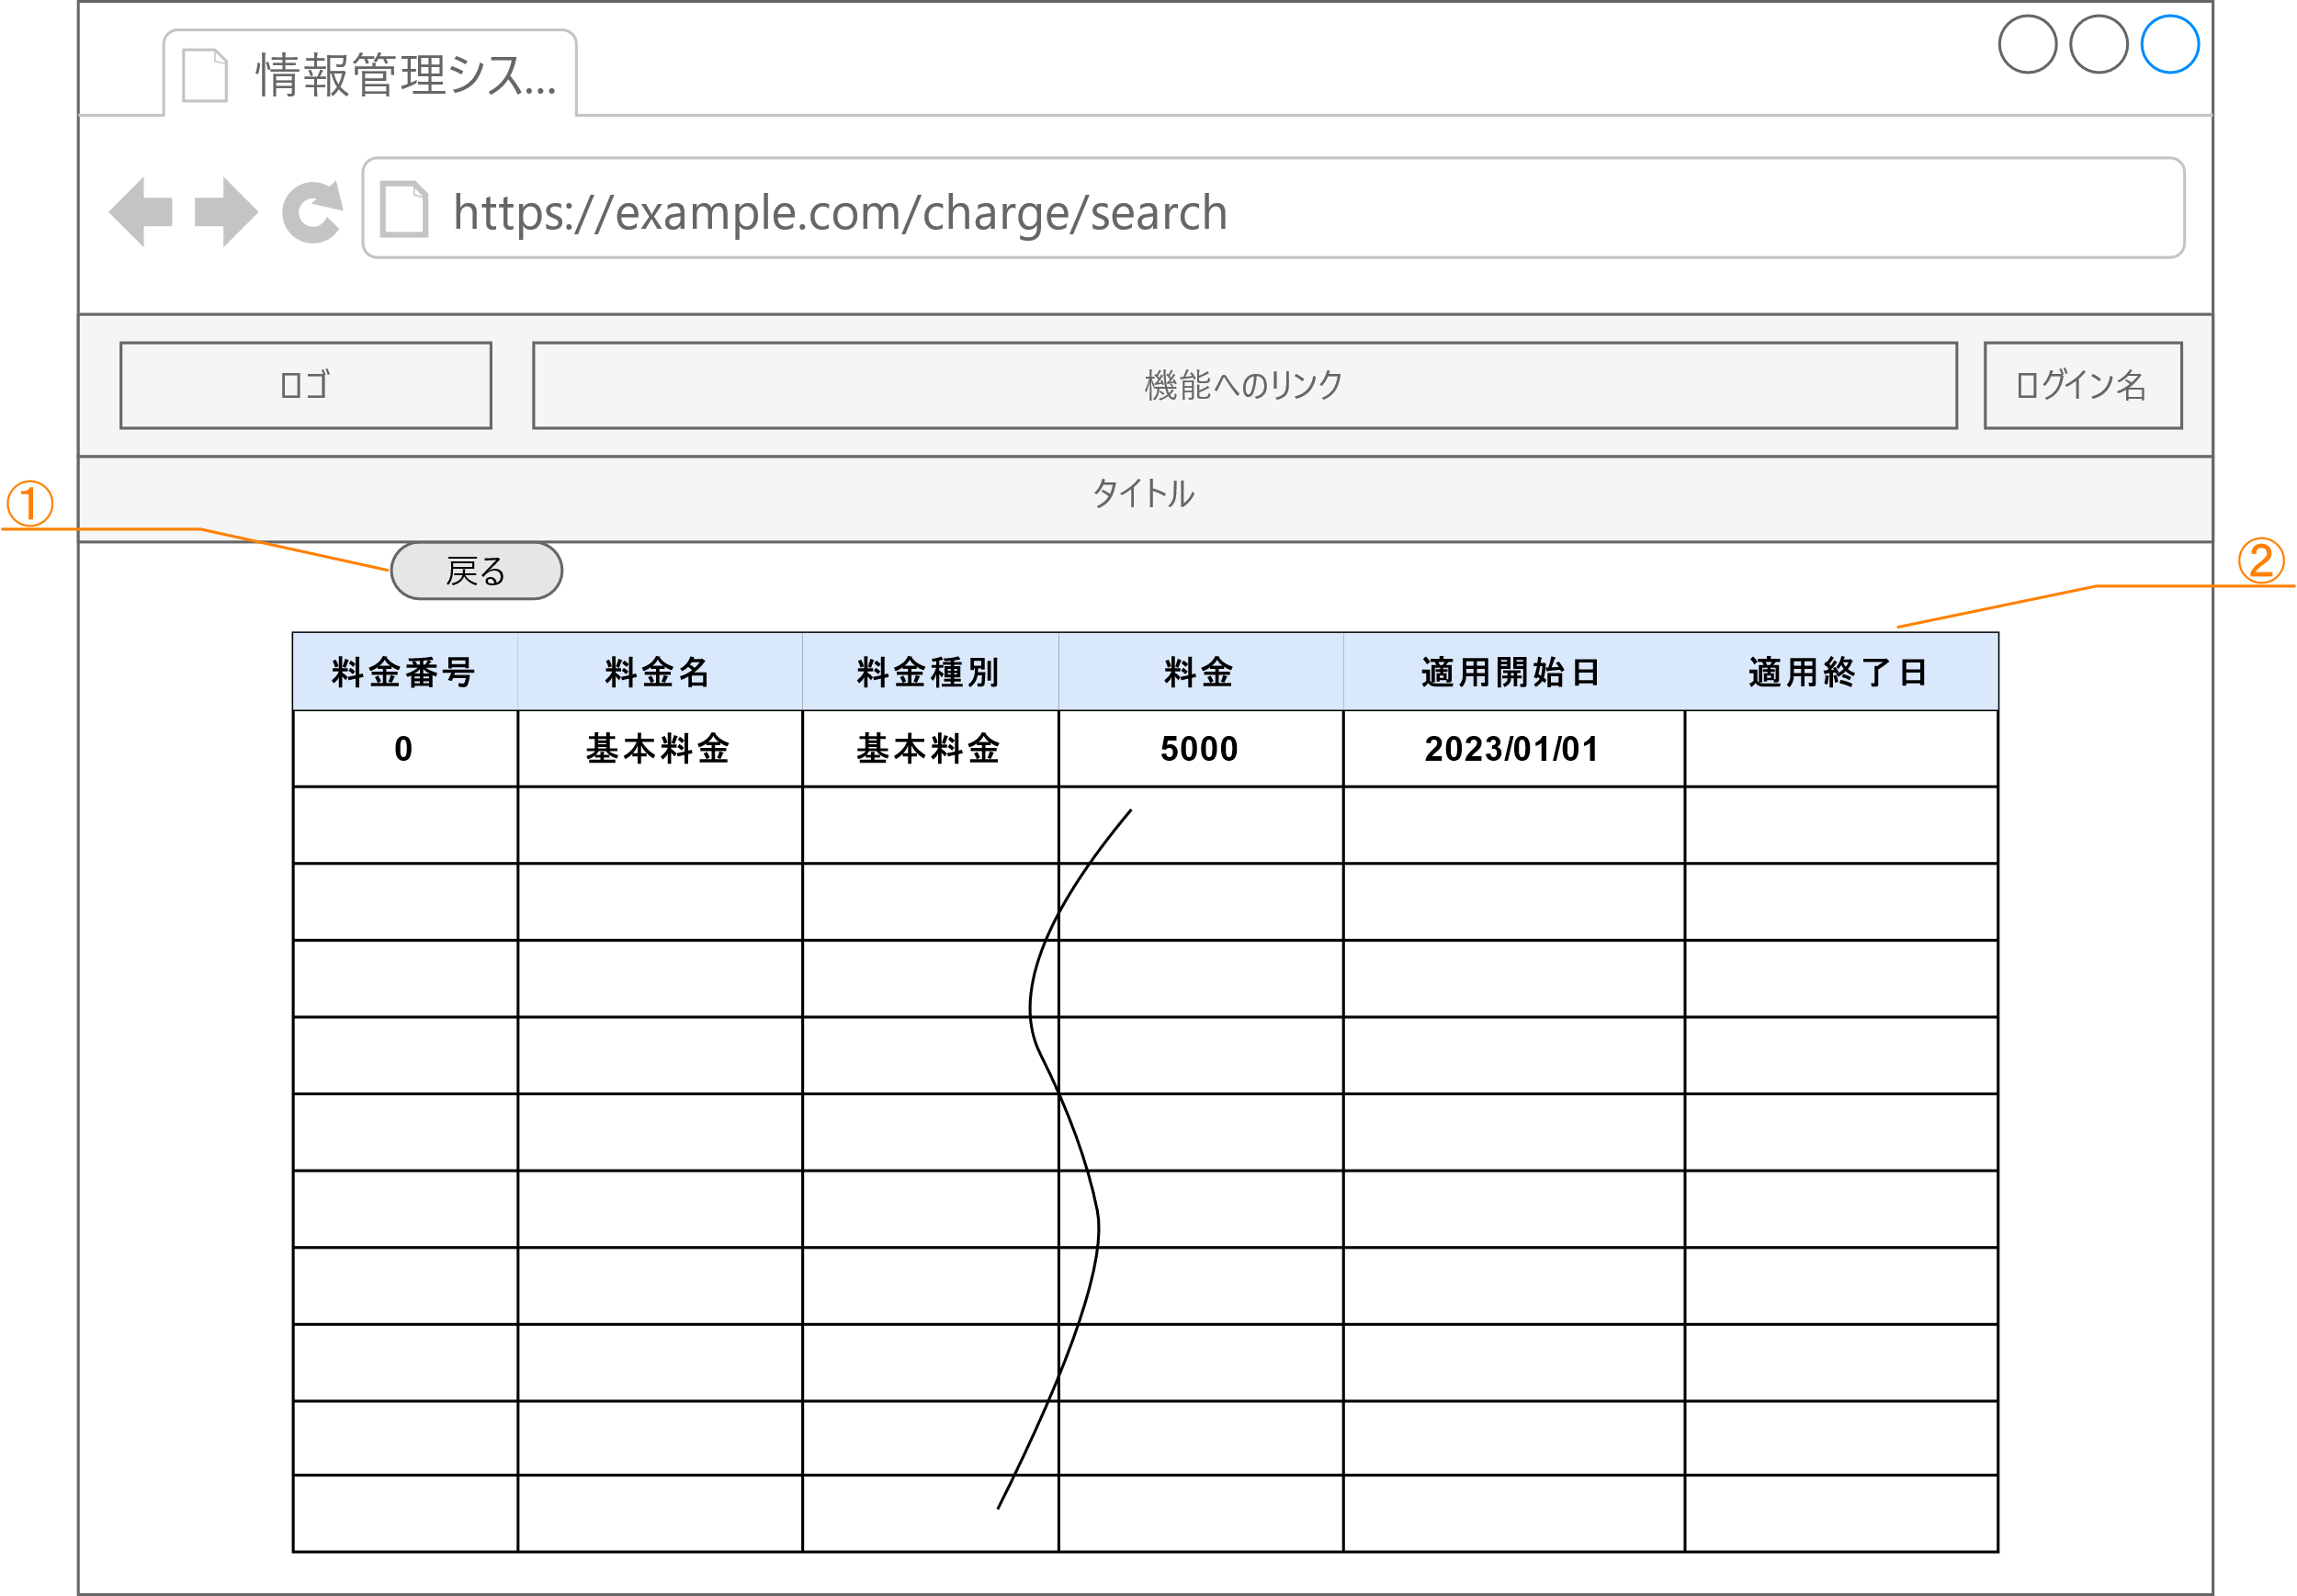 情報管理シス...
https://example.com/charge/search
ロゴ
機能へのリンク
ログイン名
タイトル
①
戻る
②
料金番号 料金名 料金種別 料金 適用開始日 適用終了日
0 基本料金 基本料金 5000 2023/01/01